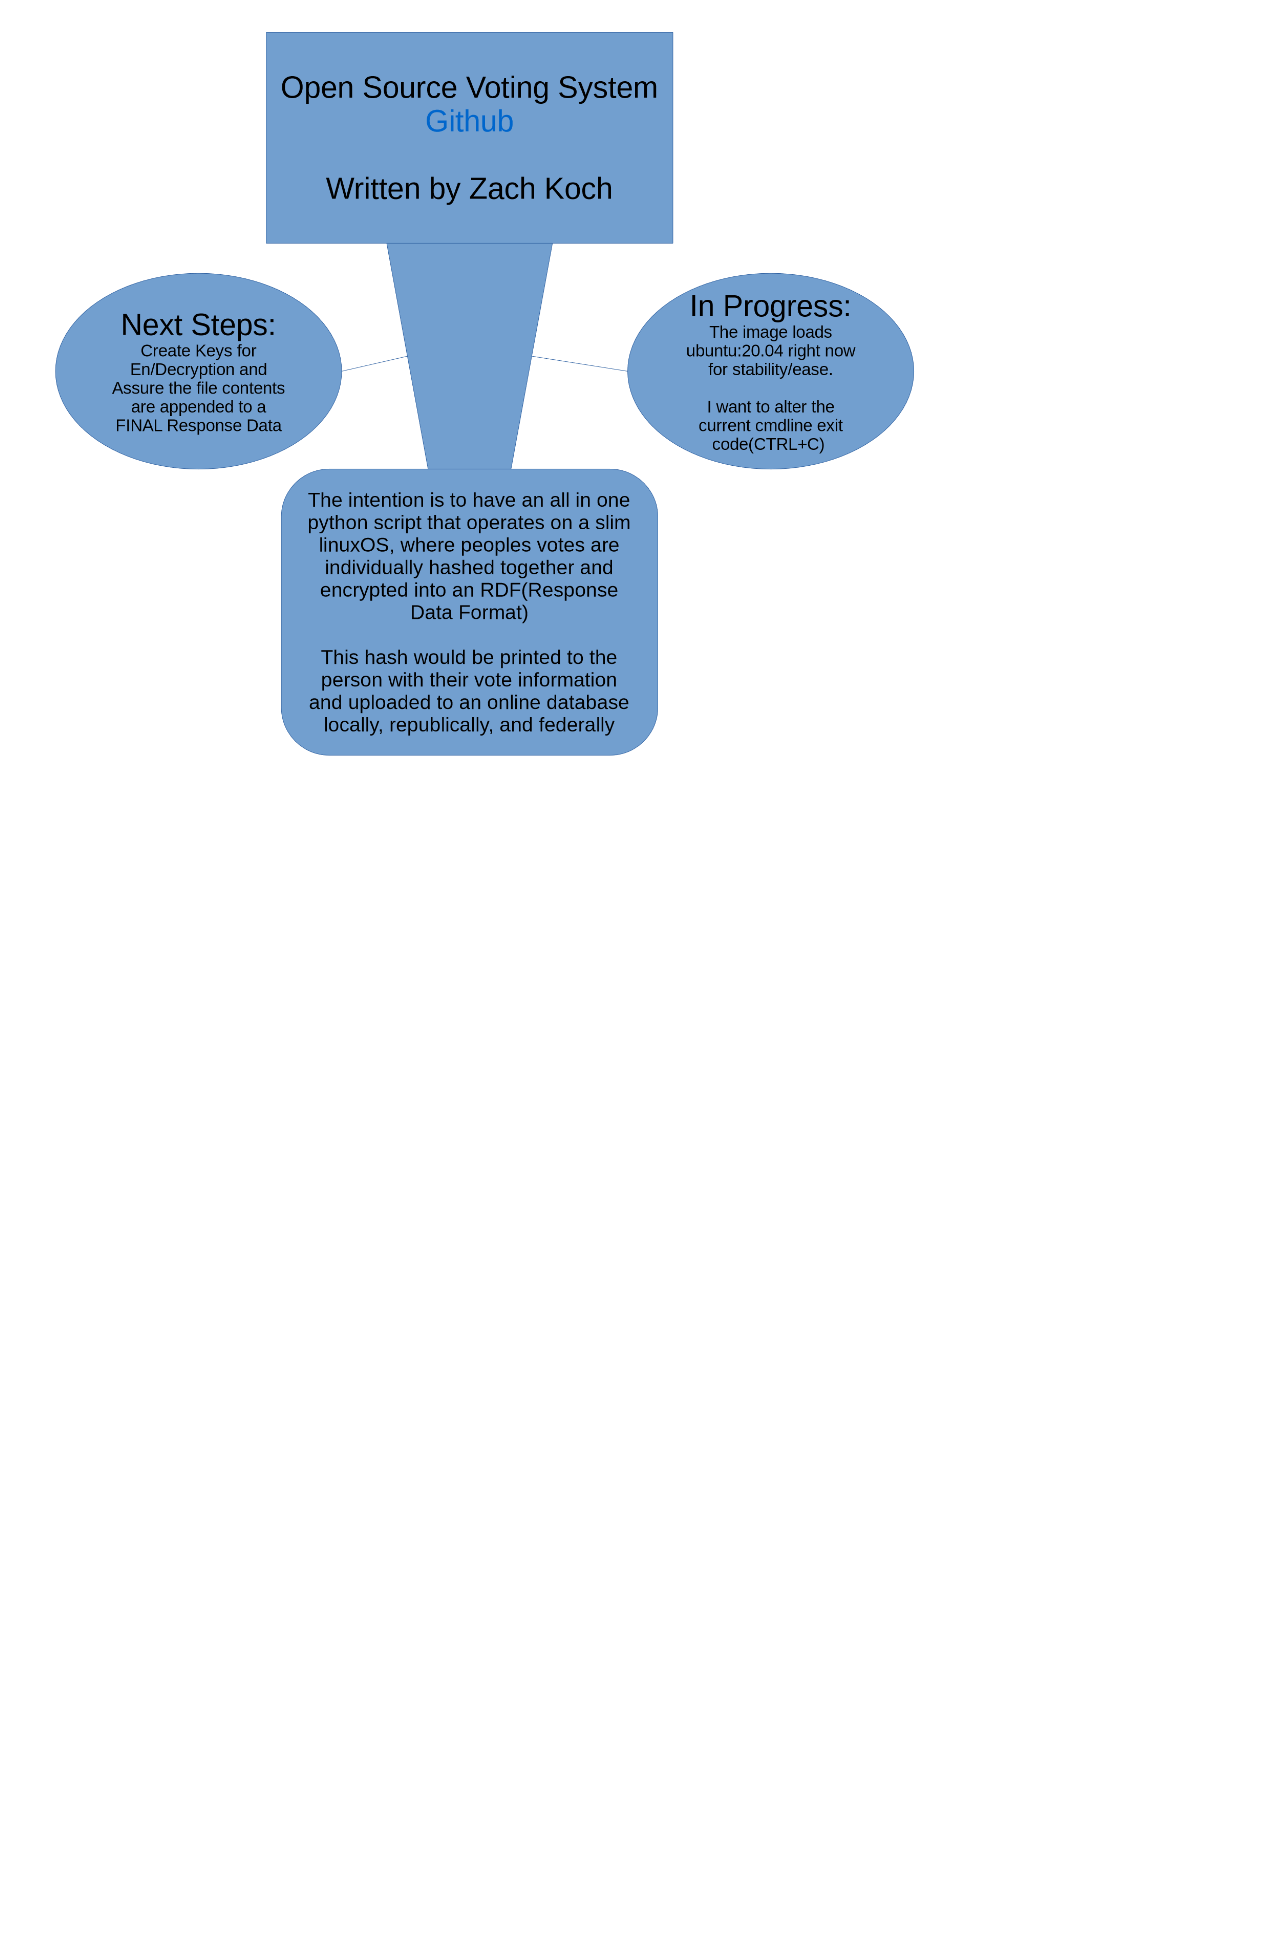 Open Source Voting System
Github
Written by Zach Koch
Next Steps:
Create Keys for
En/Decryption and
Assure the file contents
are appended to a
FINAL Response Data
In Progress:
The image loads
ubuntu:20.04 right now
for stability/ease.
I want to alter the
current cmdline exit
code(CTRL+C)
The intention is to have an all in one
python script that operates on a slim
linuxOS, where peoples votes are
individually hashed together and
encrypted into an RDF(Response
Data Format)
This hash would be printed to the
person with their vote information
and uploaded to an online database
locally, republically, and federally